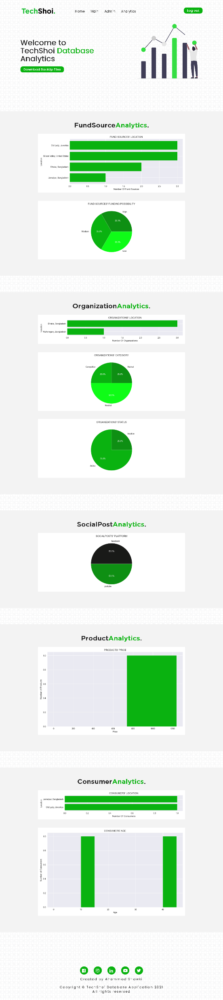 TechShoi.
Home Main Admin Analytics
Log out
Welcome to
TechShoi Database
Analytics
Download BackUp Files
FundSourceAnalytics.
FUND SOURCES' LOCATION
Old Lady, Juventus
Silicon Valley, United States
Dhaka, Bangladesh
Jamalpur, Bangladesh
Location
0.0 0.5 1.0 1.5 2.0 2.5 3.0
Number Of Fund Sources
FUND SOURCES' FUNDING POSSIBILITY
High
33.3%
Medium
33.3%
33.3%
Low
OrganizationAnalytics.
ORGANIZATIONS' LOCATION
Dhaka, Bangladesh
Kishoreganj, Bangladesh
Location
0.0 0.5 1.0 1.5 2.0 2.5 3.0
Number Of Organizations
ORGANIZATIONS' CATEGORY
Competitor
Market
25.0%
25.0%
50.0%
Neutral
ORGANIZATIONS' STATUS
Inactive
25.0%
75.0%
Active
SocialPostAnalytics.
SOCIALPOSTS' PLATFORM
facebook
50.0%
50.0%
youtube
ProductAnalytics.
PRODUCTS' PRICE
1.0
0.8
0.6
0.4
0.2
0.0
Number of Products
0 200 400 600 800 1000 1200
Price
ConsumerAnalytics.
CONSUMERS' LOCATION
Jamalpur, Bangladesh
Old Lady, Juventus
Location
0.0 0.2 0.4 0.6 0.8 1.0
Number Of Consumers
CONSUMERS' AGE
1.0
0.8
0.6
0.4
0.2
0.0
Number of Consumers
0 10 20 30 40
Age
Created by Ahammad Shawki
Copyright © TechShoi Database Application 2021
All rights reserved